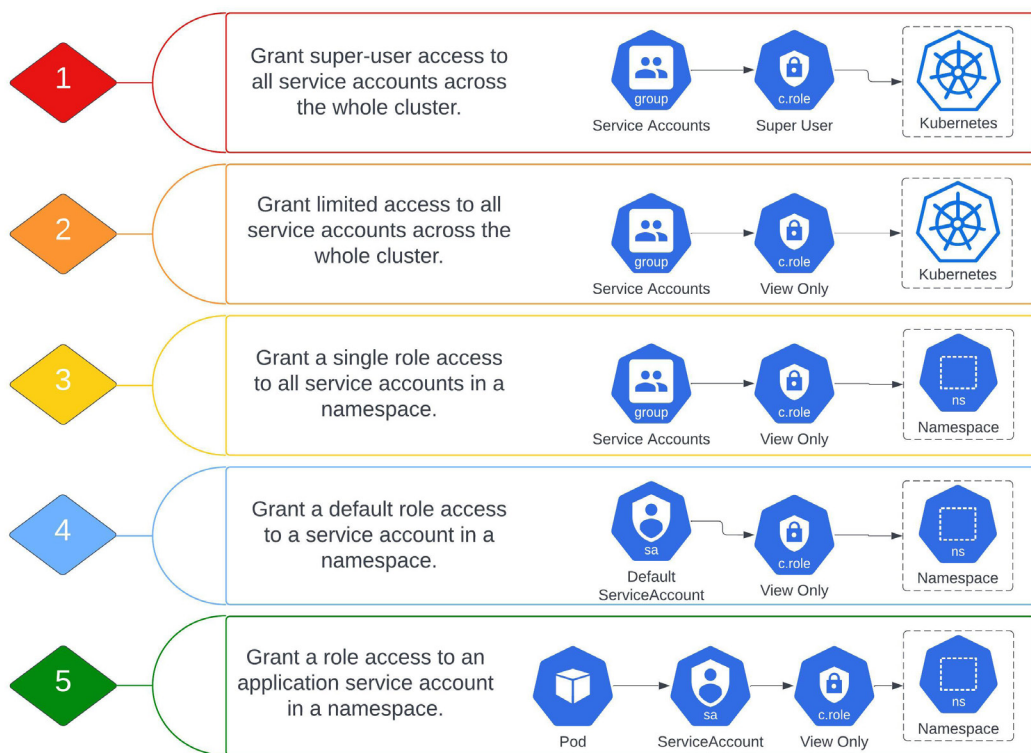 1
Grant super-user access to
all service accounts across
the whole cluster.
group
Service Accounts
c.role
Super User
Kubernetes
2
Grant limited access to all
service accounts across the
whole cluster.
group
Service Accounts
c.role
View Only
Kubernetes
3
Grant a single role access
to all service accounts in a
namespace.
group
Service Accounts
c.role
View Only
ns
Namespace
4
Grant a default role access
to a service account in a
namespace.
sa
Default
ServiceAccount
c.role
View Only
ns
Namespace
5
Grant a role access to an
application service account
in a namespace.
Pod
sa
ServiceAccount
c.role
View Only
ns
Namespace